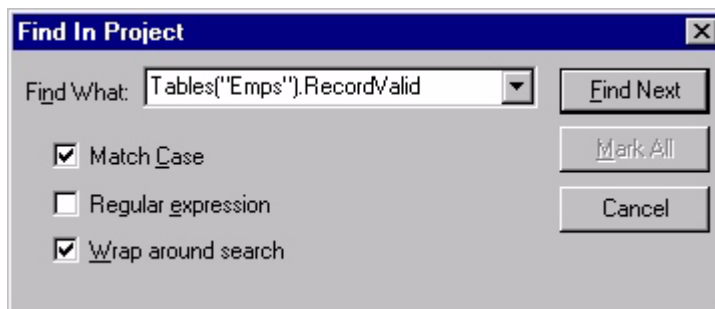 Find In Project
Find What: Tables("Emps").RecordValid
Find Next
Match Case
Mark All
Regular expression
Cancel
Wrap around search